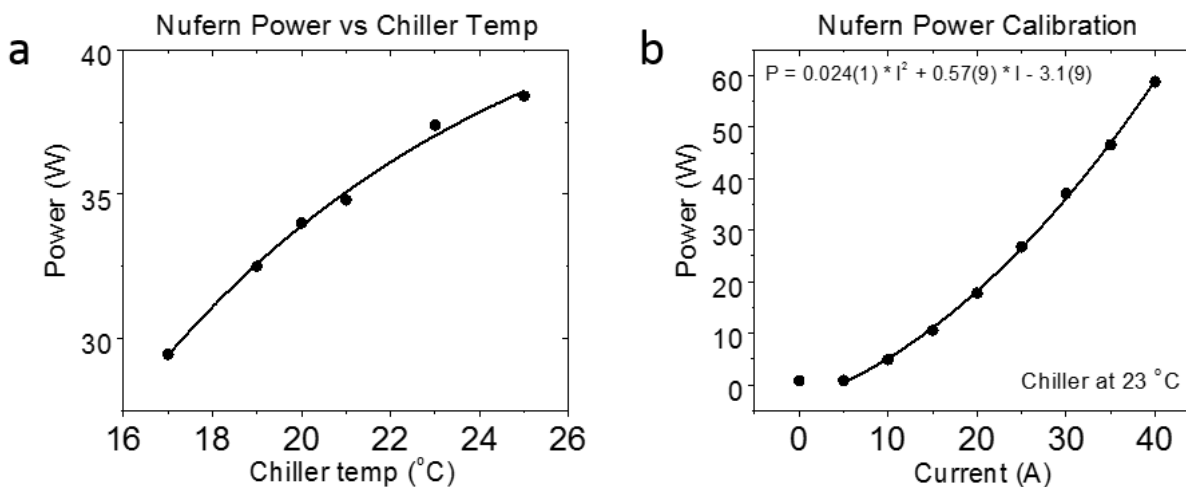 a
Nufern Power vs Chiller Temp
40
35
30
Power (W)
16 18 20 22 24 26
Chiller temp (°C)
b
Nufern Power Calibration
P = 0.024(1) * I² + 0.57(9) * I - 3.1(9)
60
50
40
30
20
10
0
Power (W)
Chiller at 23 °C
0 10 20 30 40
Current (A)